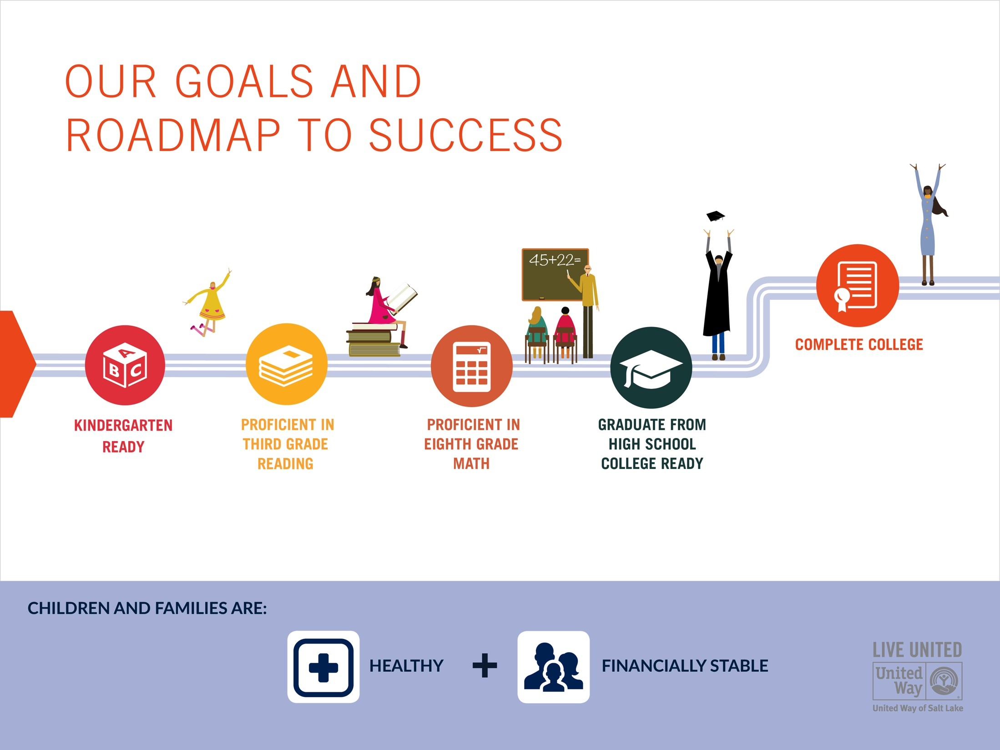 OUR GOALS AND
ROADMAP TO SUCCESS
45+22=
A
B C
√
KINDERGARTEN
READY
PROFICIENT IN
THIRD GRADE
READING
PROFICIENT IN
EIGHTH GRADE
MATH
GRADUATE FROM
HIGH SCHOOL
COLLEGE READY
COMPLETE COLLEGE
CHILDREN AND FAMILIES ARE:
HEALTHY
+
FINANCIALLY STABLE
LIVE UNITED
United
Way
®
United Way of Salt Lake